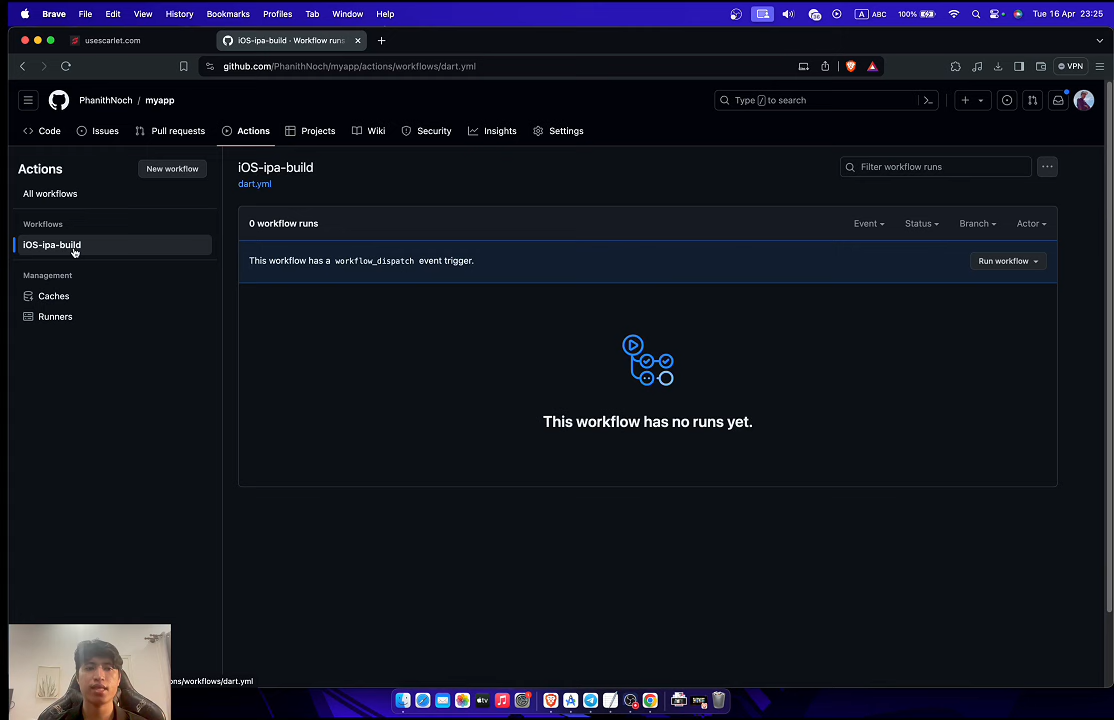 Brave File Edit View History Bookmarks Profiles Tab Window Help
A ABC 100% Tue 16 Apr 23:25
usescarlet.com
iOS-ipa-build · Workflow runs
github.com/PhanithNoch/myapp/actions/workflows/dart.yml
VPN
PhanithNoch / myapp
Type / to search
Code Issues Pull requests Actions Projects Wiki Security Insights Settings
Actions
New workflow
All workflows
Workflows
iOS-ipa-build
Management
Caches
Runners
iOS-ipa-build
dart.yml
Filter workflow runs
0 workflow runs
Event Status Branch Actor
This workflow has a workflow_dispatch event trigger.
Run workflow
This workflow has no runs yet.
ons/workflows/dart.yml